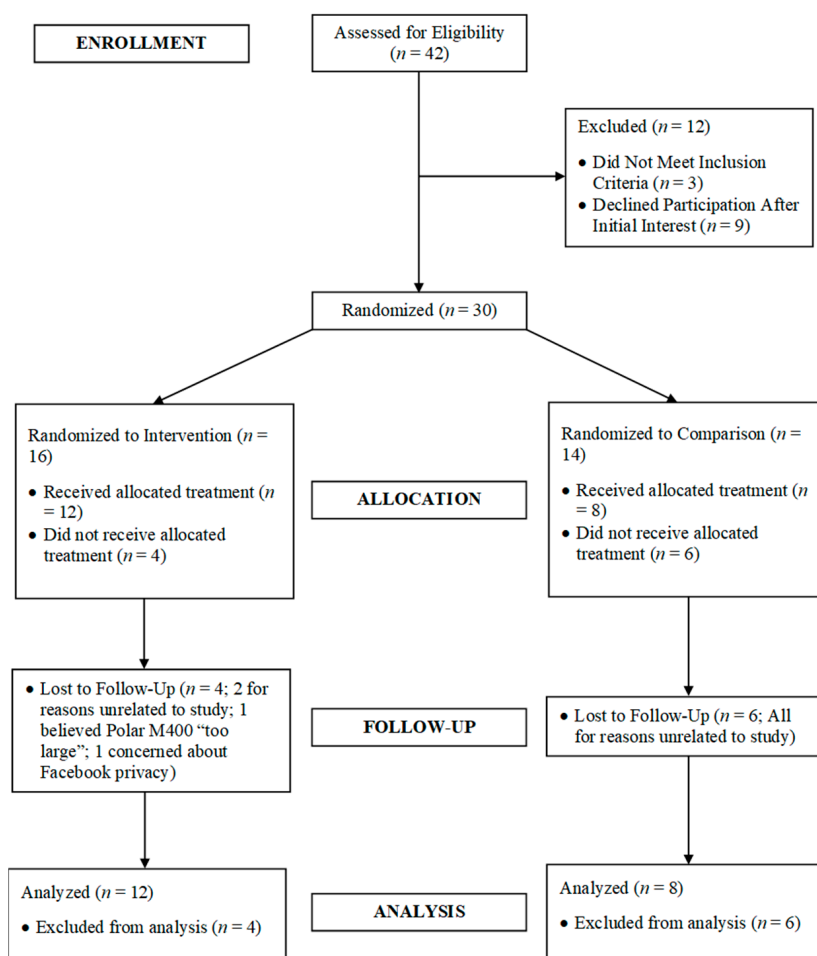 ENROLLMENT
Assessed for Eligibility
(n = 42)
Excluded (n = 12)
• Did Not Meet Inclusion
Criteria (n = 3)
• Declined Participation After
Initial Interest (n = 9)
Randomized (n = 30)
Randomized to Intervention (n =
16)
• Received allocated treatment (n
= 12)
• Did not receive allocated
treatment (n = 4)
ALLOCATION
Randomized to Comparison (n =
14)
• Received allocated treatment (n
= 8)
• Did not receive allocated
treatment (n = 6)
• Lost to Follow-Up (n = 4; 2 for
reasons unrelated to study; 1
believed Polar M400 “too
large”; 1 concerned about
Facebook privacy)
FOLLOW-UP
• Lost to Follow-Up (n = 6; All
for reasons unrelated to study)
Analyzed (n = 12)
• Excluded from analysis (n = 4)
ANALYSIS
Analyzed (n = 8)
• Excluded from analysis (n = 6)